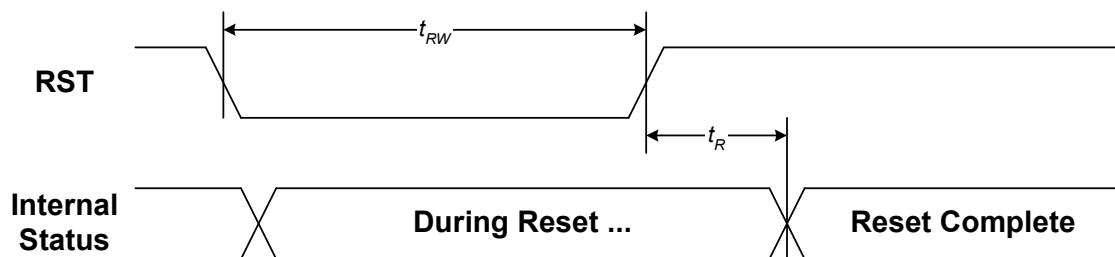 t_RW
RST
t_R
Internal
Status
During Reset ...
Reset Complete